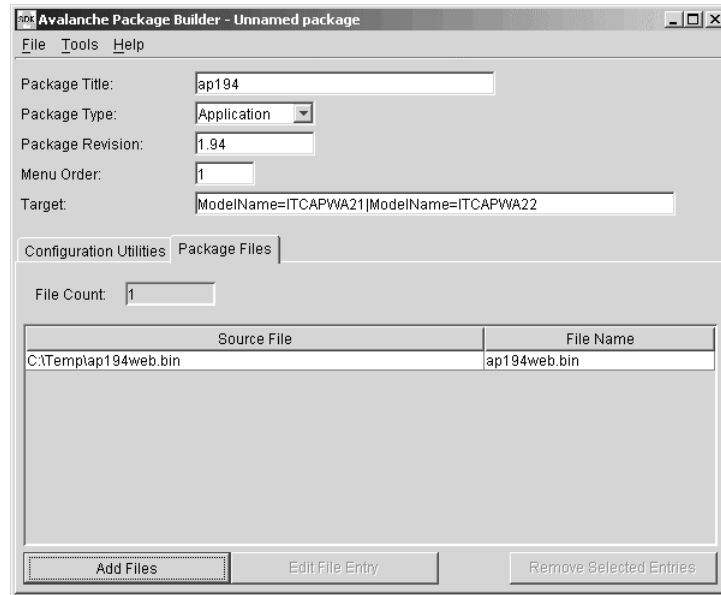 SDK Avalanche Package Builder - Unnamed package
File Tools Help
Package Title: ap194
Package Type: Application
Package Revision: 1.94
Menu Order: 1
Target: ModelName=ITCAPWA21|ModelName=ITCAPWA22
Configuration Utilities Package Files
File Count: 1
Source File File Name
C:\Temp\ap194web.bin ap194web.bin
Add Files Edit File Entry Remove Selected Entries